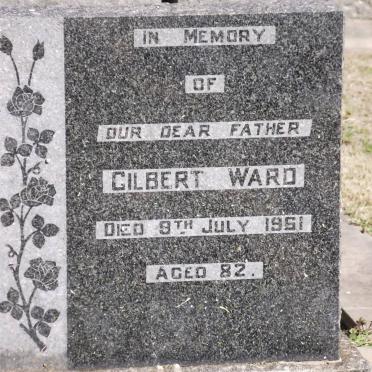 IN MEMORY
OF
OUR DEAR FATHER
GILBERT WARD
DIED 9TH JULY 1951
AGED 82.